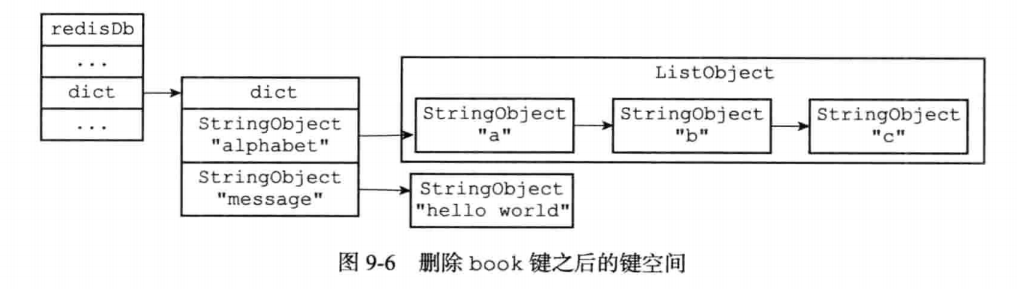 redisDb
...
dict
...
dict
StringObject
"alphabet"
StringObject
"message"
ListObject
StringObject
"a"
StringObject
"b"
StringObject
"c"
StringObject
"hello world"
图 9-6 删除 book 键之后的键空间